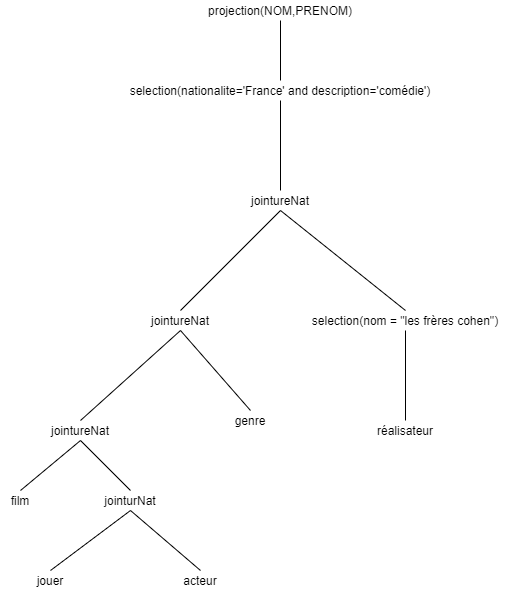 projection(NOM,PRENOM)
selection(nationalite='France' and description='comédie')
jointureNat
jointureNat
selection(nom = "les frères cohen")
genre
réalisateur
jointureNat
film
jointurNat
jouer
acteur